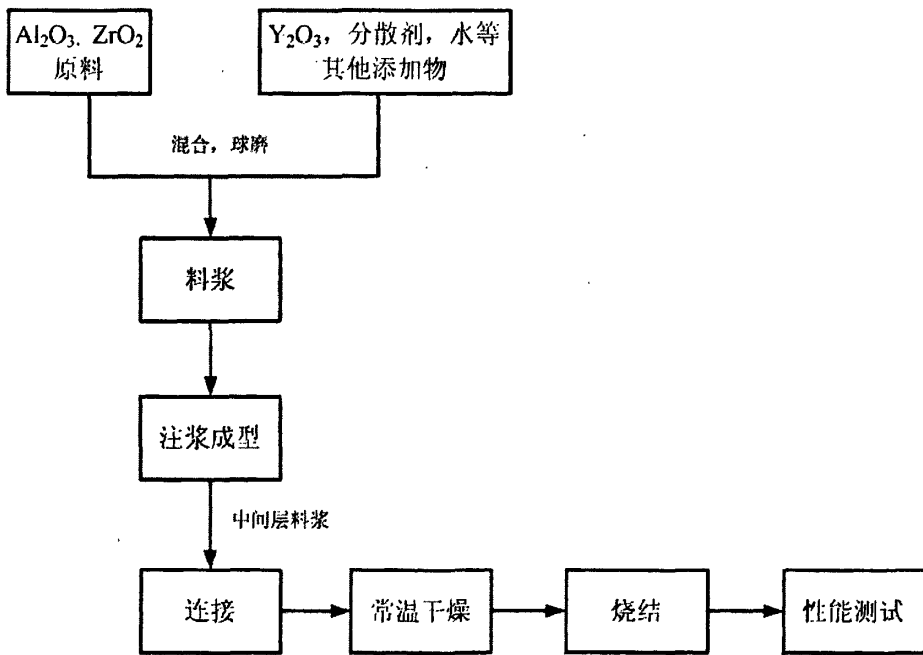 Al₂O₃. ZrO₂
原料
Y₂O₃，分散剂，水等
其他添加物
混合，球磨
料浆
注浆成型
中间层料浆
连接
常温干燥
烧结
性能测试